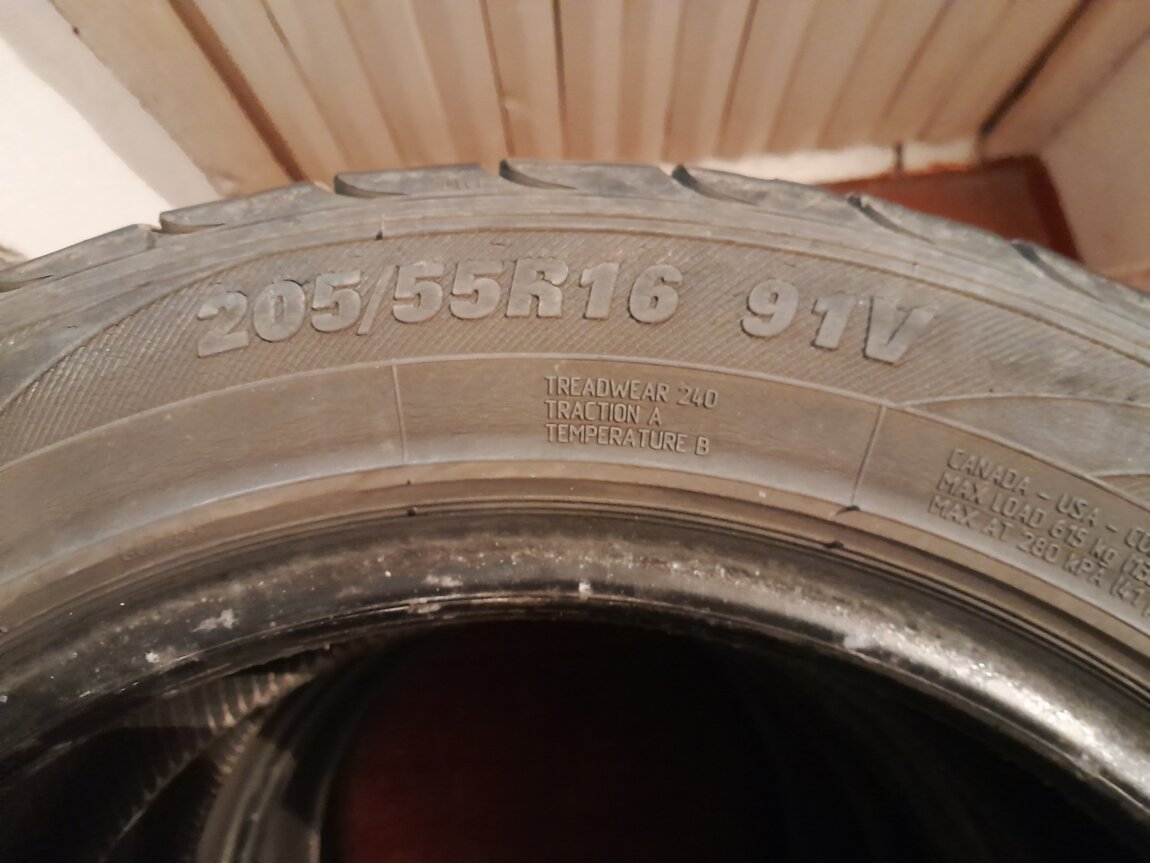 205/55R16 91V
TREADWEAR 240
TRACTION A
TEMPERATURE B
CANADA - USA -
MAX LOAD 615 KG
MAX AT 280 KPA